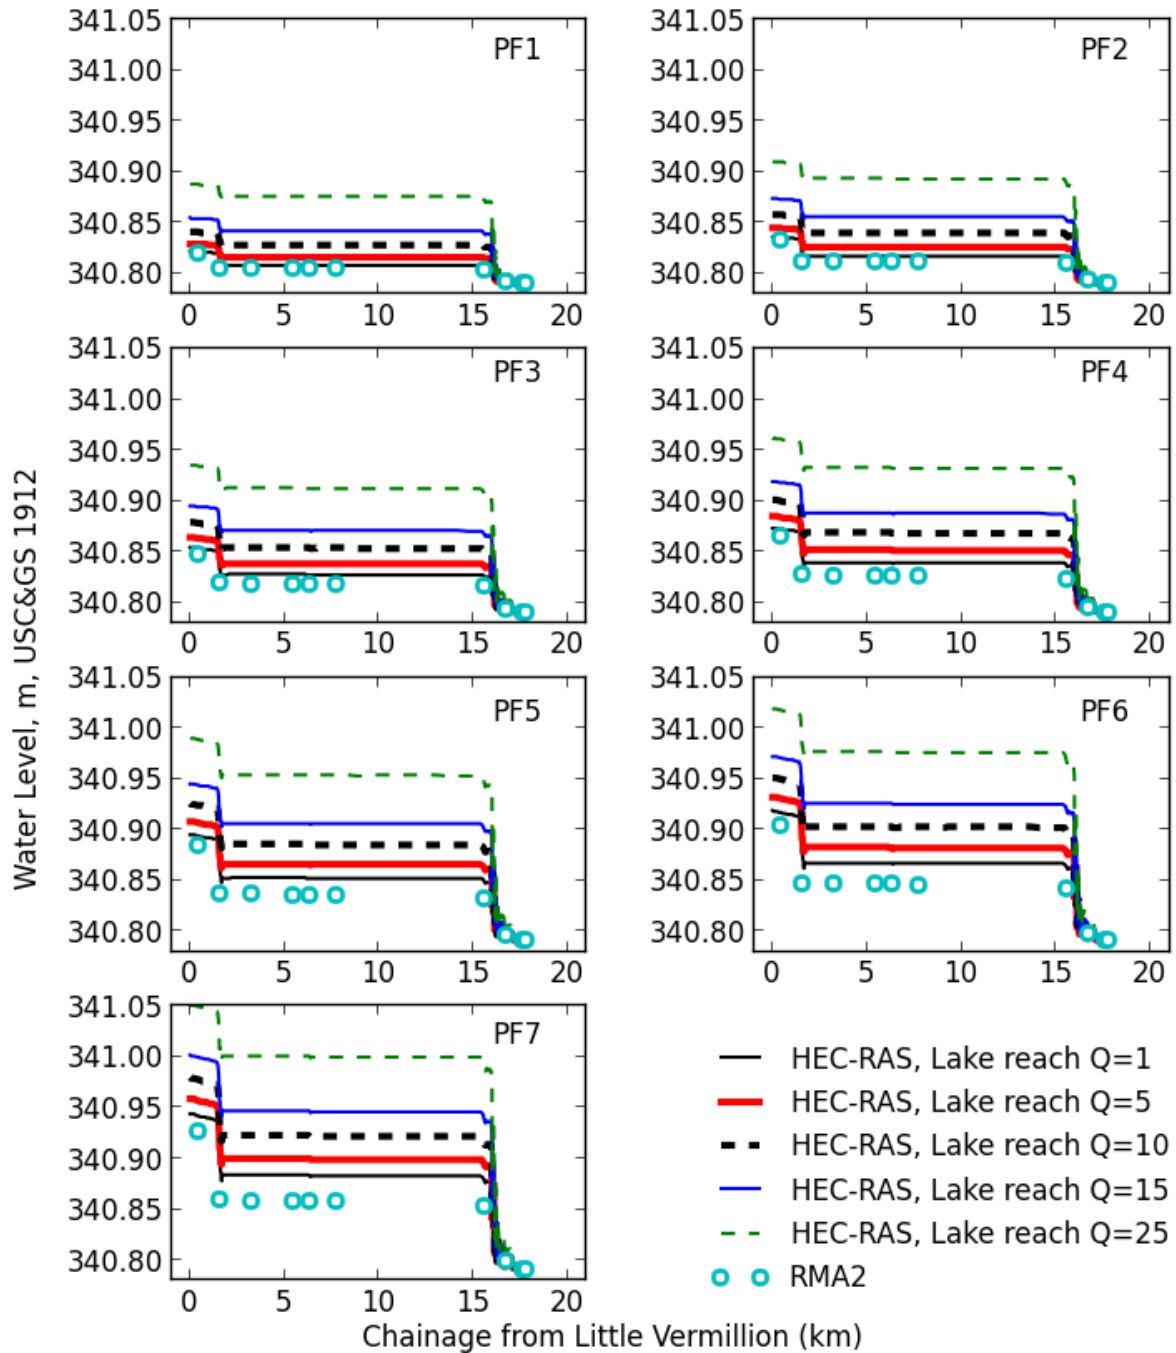 341.05
341.00
340.95
340.90
340.85
340.80
0 5 10 15 20
PF1
341.05
341.00
340.95
340.90
340.85
340.80
0 5 10 15 20
PF2
341.05
341.00
340.95
340.90
340.85
340.80
0 5 10 15 20
PF3
341.05
341.00
340.95
340.90
340.85
340.80
0 5 10 15 20
PF4
341.05
341.00
340.95
340.90
340.85
340.80
0 5 10 15 20
PF5
341.05
341.00
340.95
340.90
340.85
340.80
0 5 10 15 20
PF6
341.05
341.00
340.95
340.90
340.85
340.80
0 5 10 15 20
PF7
HEC-RAS, Lake reach Q=1
HEC-RAS, Lake reach Q=5
HEC-RAS, Lake reach Q=10
HEC-RAS, Lake reach Q=15
HEC-RAS, Lake reach Q=25
RMA2
Water Level, m, USC&GS 1912
Chainage from Little Vermillion (km)